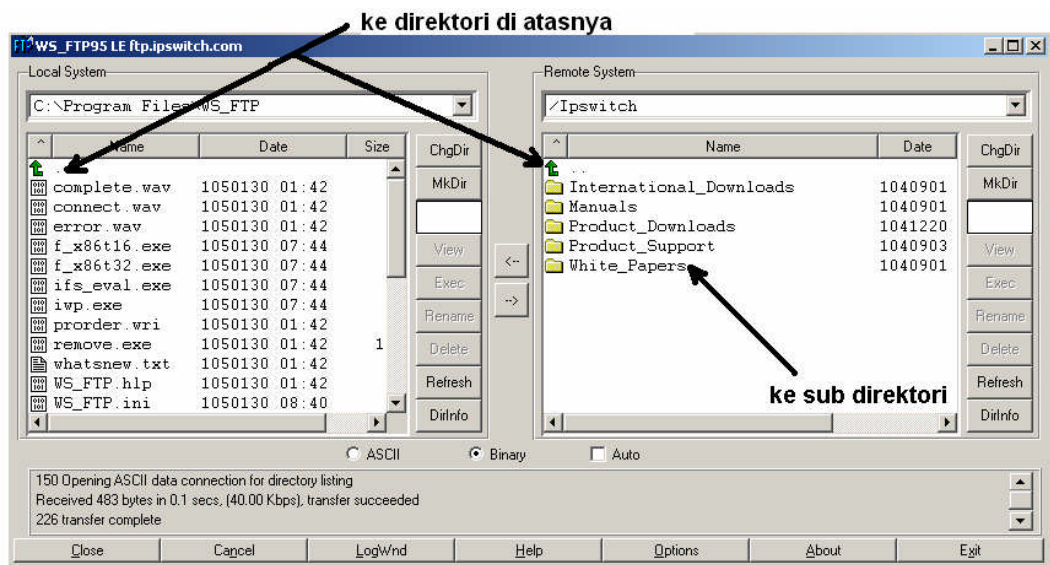 ke direktori di atasnya
WS_FTP95 LE ftp.ipswitch.com
Local System
Remote System
C:\Program Files\WS_FTP
/Ipswitch
^ Name Date Size
^ Name Date
ChgDir
ChgDir
..
complete.wav 1050130 01:42
International_Downloads 1040901
MkDir
MkDir
connect.wav 1050130 01:42
Manuals 1040901
error.wav 1050130 01:42
Product_Downloads 1041220
f_x86t16.exe 1050130 07:44
Product_Support 1040903
View
View
f_x86t32.exe 1050130 07:44
<--
White_Papers 1040901
ifs_eval.exe 1050130 07:44
Exec
Exec
iwp.exe 1050130 07:44
-->
Rename
Rename
prorder.wri 1050130 01:42
remove.exe 1050130 01:42 1
Delete
Delete
whatsnew.txt 1050130 01:42
WS_FTP.hlp 1050130 01:42
Refresh
ke sub direktori
Refresh
WS_FTP.ini 1050130 08:40
DirInfo
DirInfo
ASCII Binary Auto
150 Opening ASCII data connection for directory listing
Received 483 bytes in 0.1 secs, (40.00 Kbps), transfer succeeded
226 transfer complete
Close Cancel LogWnd Help Options About Exit